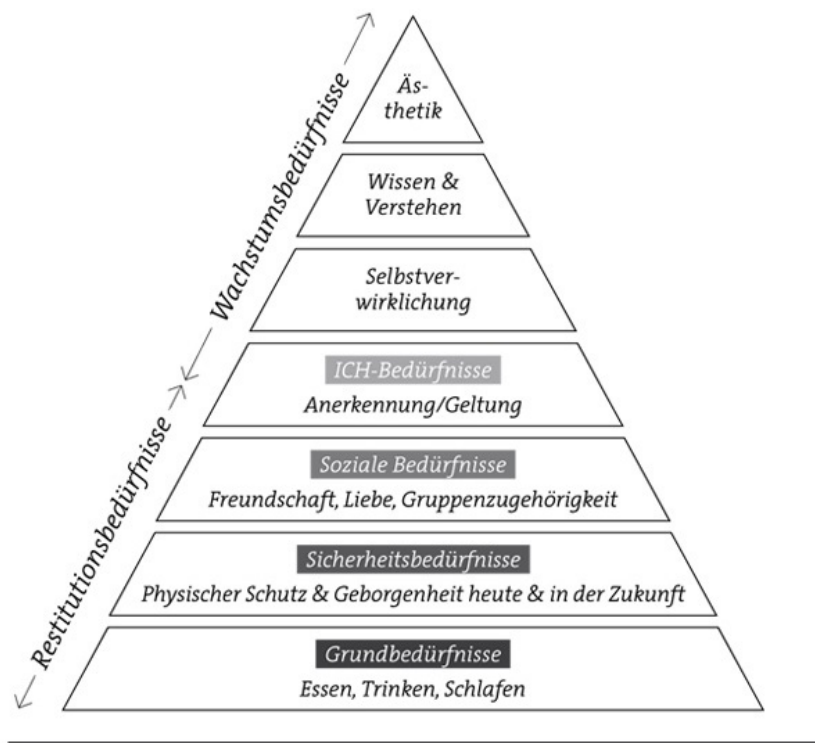 Wachstumsbedürfnisse
Restitutionsbedürfnisse
Äs-
thetik
Wissen &
Verstehen
Selbstver-
wirklichung
ICH-Bedürfnisse
Anerkennung/Geltung
Soziale Bedürfnisse
Freundschaft, Liebe, Gruppenzugehörigkeit
Sicherheitsbedürfnisse
Physischer Schutz & Geborgenheit heute & in der Zukunft
Grundbedürfnisse
Essen, Trinken, Schlafen